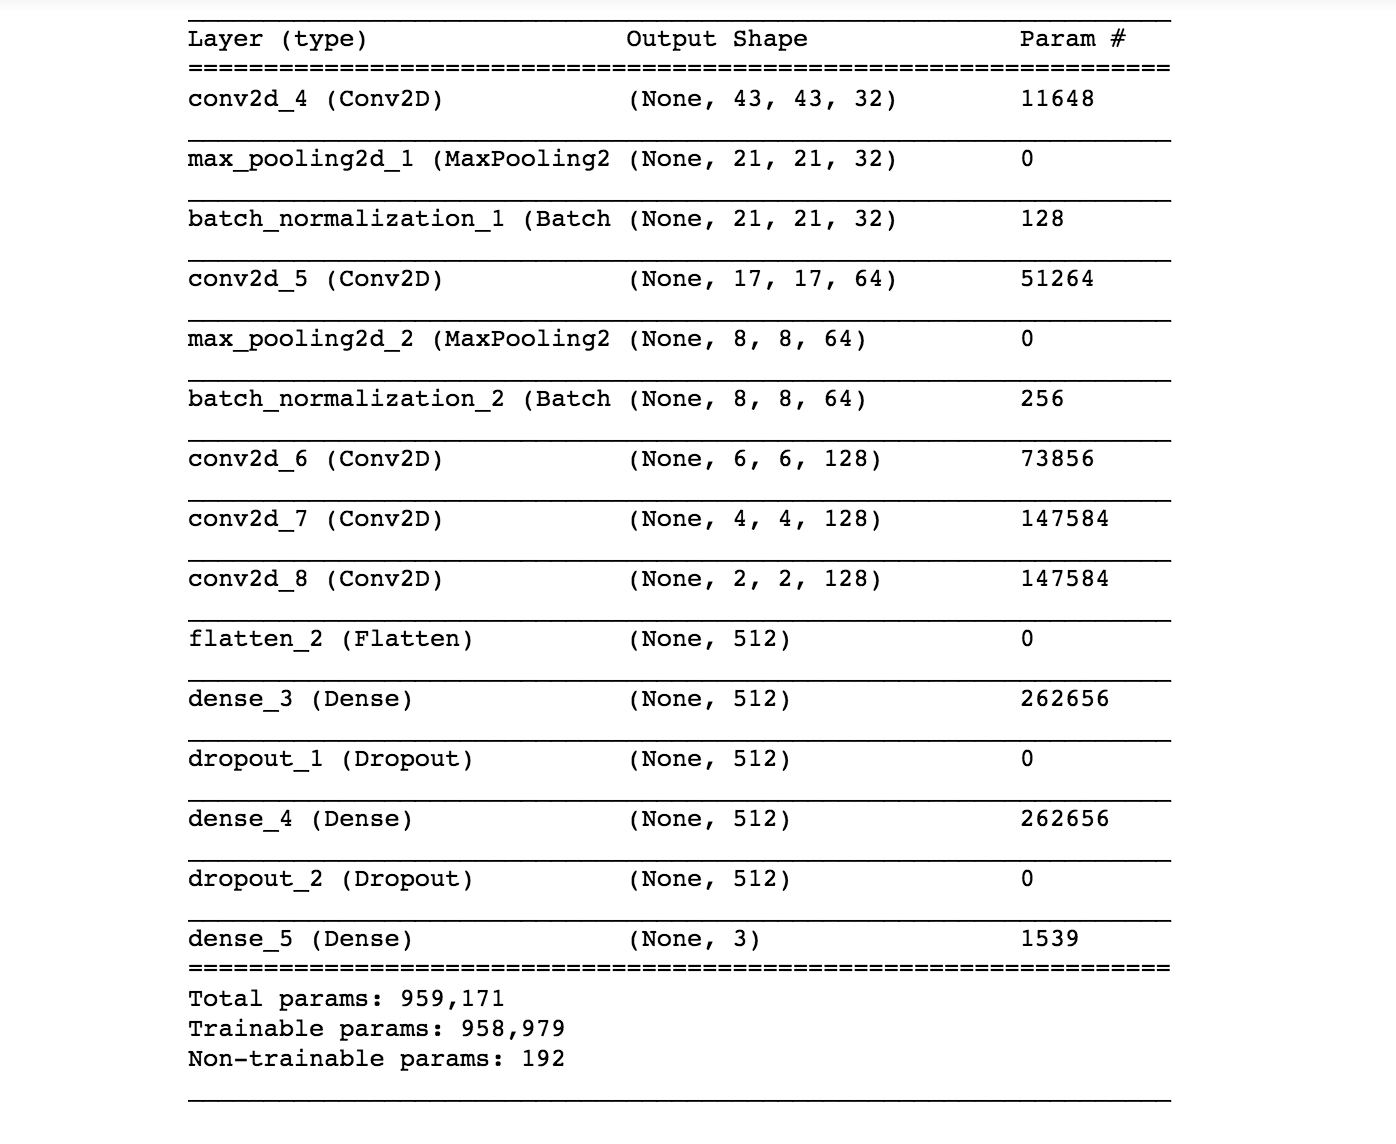 Layer (type) Output Shape Param #
=================================================================
conv2d_4 (Conv2D) (None, 43, 43, 32) 11648
max_pooling2d_1 (MaxPooling2 (None, 21, 21, 32) 0
batch_normalization_1 (Batch (None, 21, 21, 32) 128
conv2d_5 (Conv2D) (None, 17, 17, 64) 51264
max_pooling2d_2 (MaxPooling2 (None, 8, 8, 64) 0
batch_normalization_2 (Batch (None, 8, 8, 64) 256
conv2d_6 (Conv2D) (None, 6, 6, 128) 73856
conv2d_7 (Conv2D) (None, 4, 4, 128) 147584
conv2d_8 (Conv2D) (None, 2, 2, 128) 147584
flatten_2 (Flatten) (None, 512) 0
dense_3 (Dense) (None, 512) 262656
dropout_1 (Dropout) (None, 512) 0
dense_4 (Dense) (None, 512) 262656
dropout_2 (Dropout) (None, 512) 0
dense_5 (Dense) (None, 3) 1539
=================================================================
Total params: 959,171
Trainable params: 958,979
Non-trainable params: 192